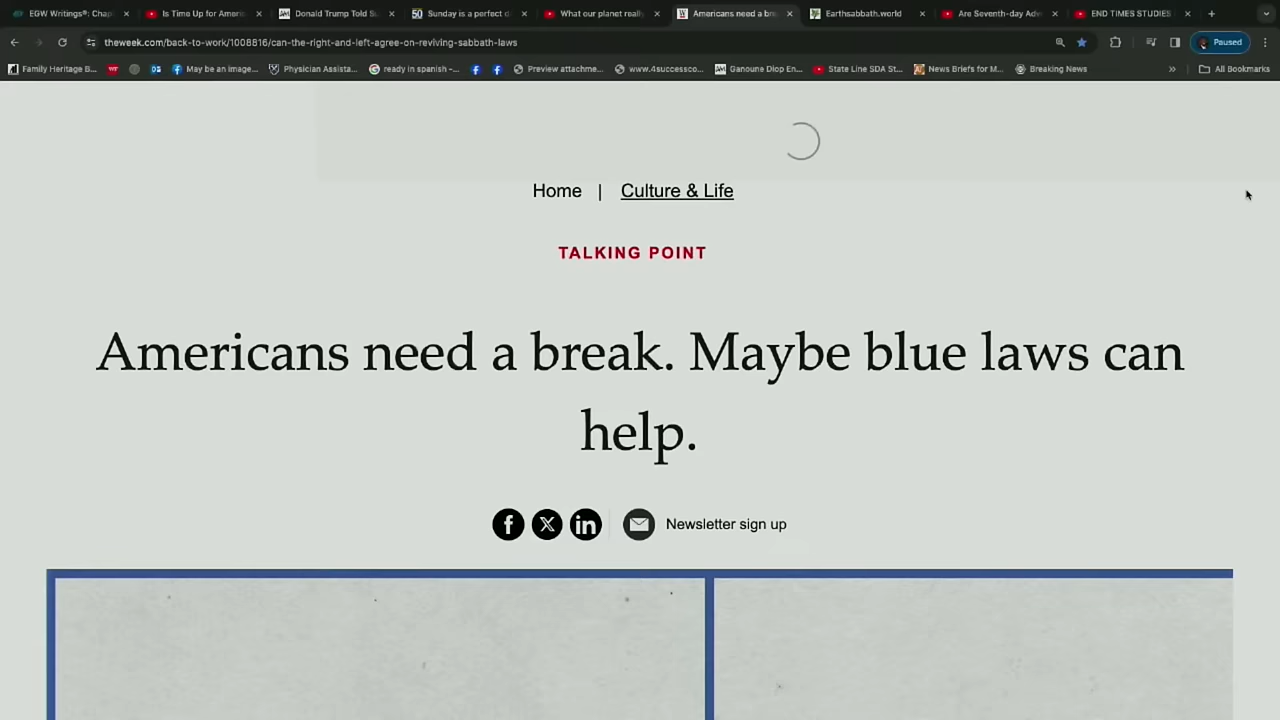 EGW Writings®: Chap
Is Time Up for Americ
Donald Trump Told Su
Sunday is a perfect d
What our planet reall
Americans need a bre
Earthsabbath.world
Are Seventh-day Adv
END TIMES STUDIES
theweek.com/back-to-work/1008816/can-the-right-and-left-agree-on-reviving-sabbath-laws
Paused
Family Heritage B...
May be an image...
Physician Assista...
ready in spanish -...
Preview attachme...
www.4successco...
Ganoune Diop En...
State Line SDA St...
News Briefs for M...
Breaking News
»
All Bookmarks
Home | Culture & Life
TALKING POINT
Americans need a break. Maybe blue laws can
help.
Newsletter sign up